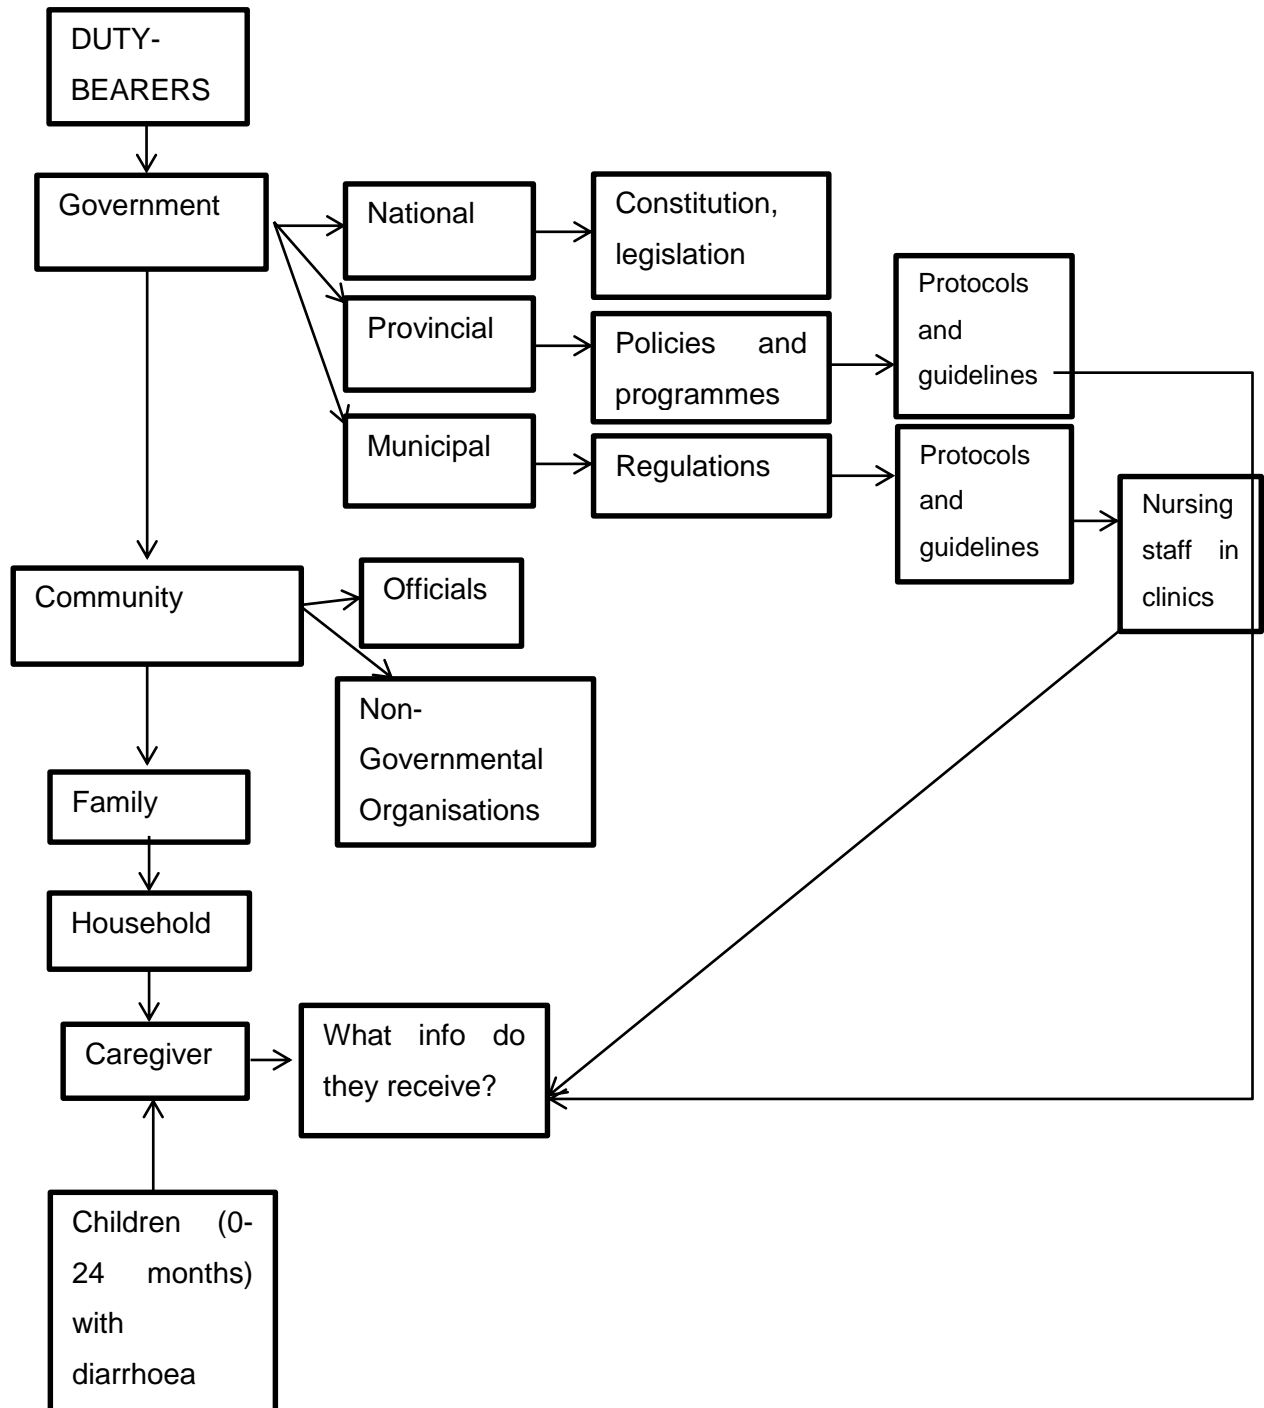 DUTY-
BEARERS
Government
National
Constitution,
legislation
Provincial
Policies and
programmes
Protocols
and
guidelines
Municipal
Regulations
Protocols
and
guidelines
Nursing
staff in
clinics
Community
Officials
Non-
Governmental
Organisations
Family
Household
Caregiver
What info do
they receive?
Children (0-
24 months)
with
diarrhoea